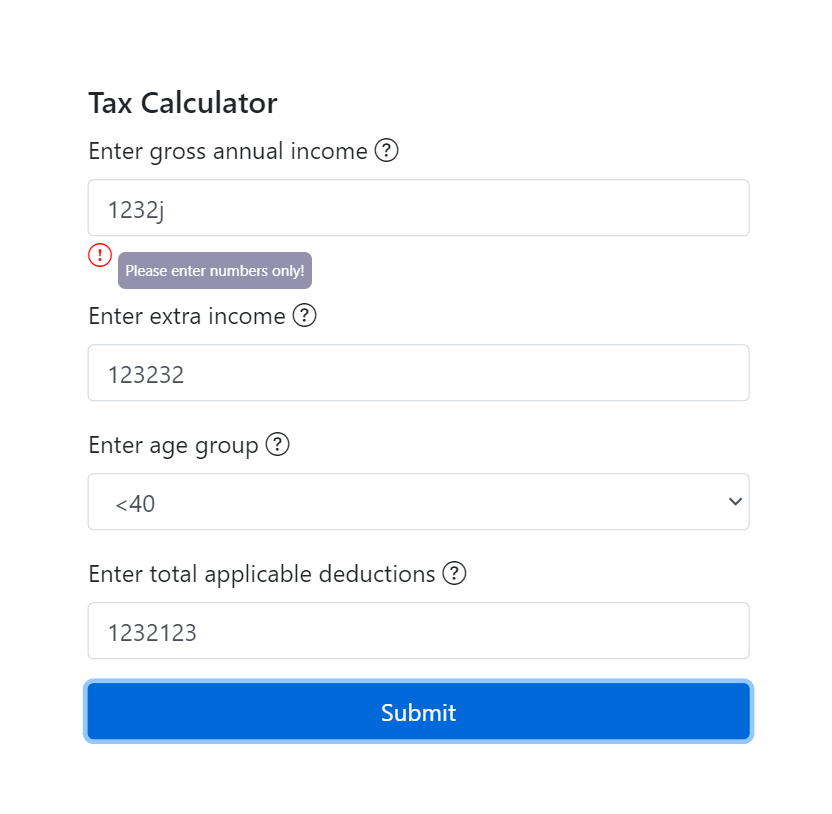 Tax Calculator
Enter gross annual income ?
1232j
! Please enter numbers only!
Enter extra income ?
123232
Enter age group ?
<40
Enter total applicable deductions ?
1232123
Submit